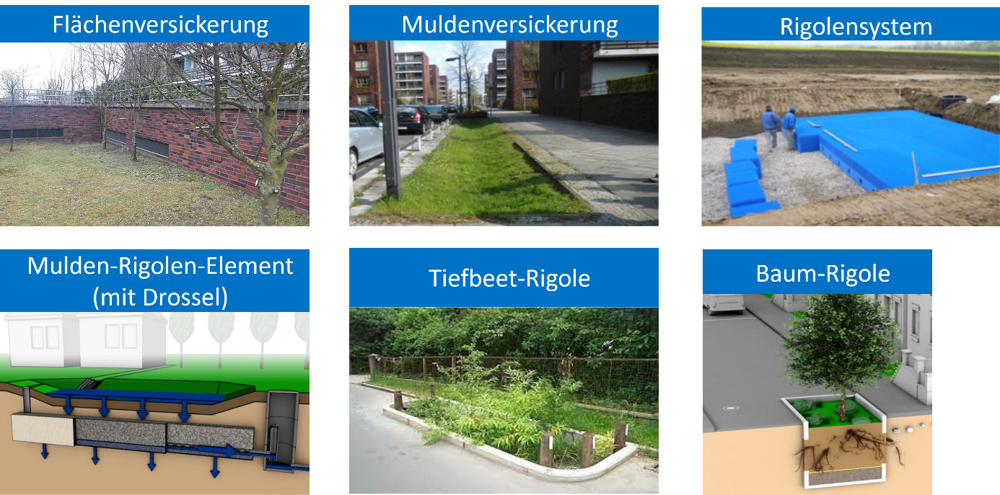 Flächenversickerung
Muldenversickerung
Rigolensystem
Mulden-Rigolen-Element
(mit Drossel)
Tiefbeet-Rigole
Baum-Rigole